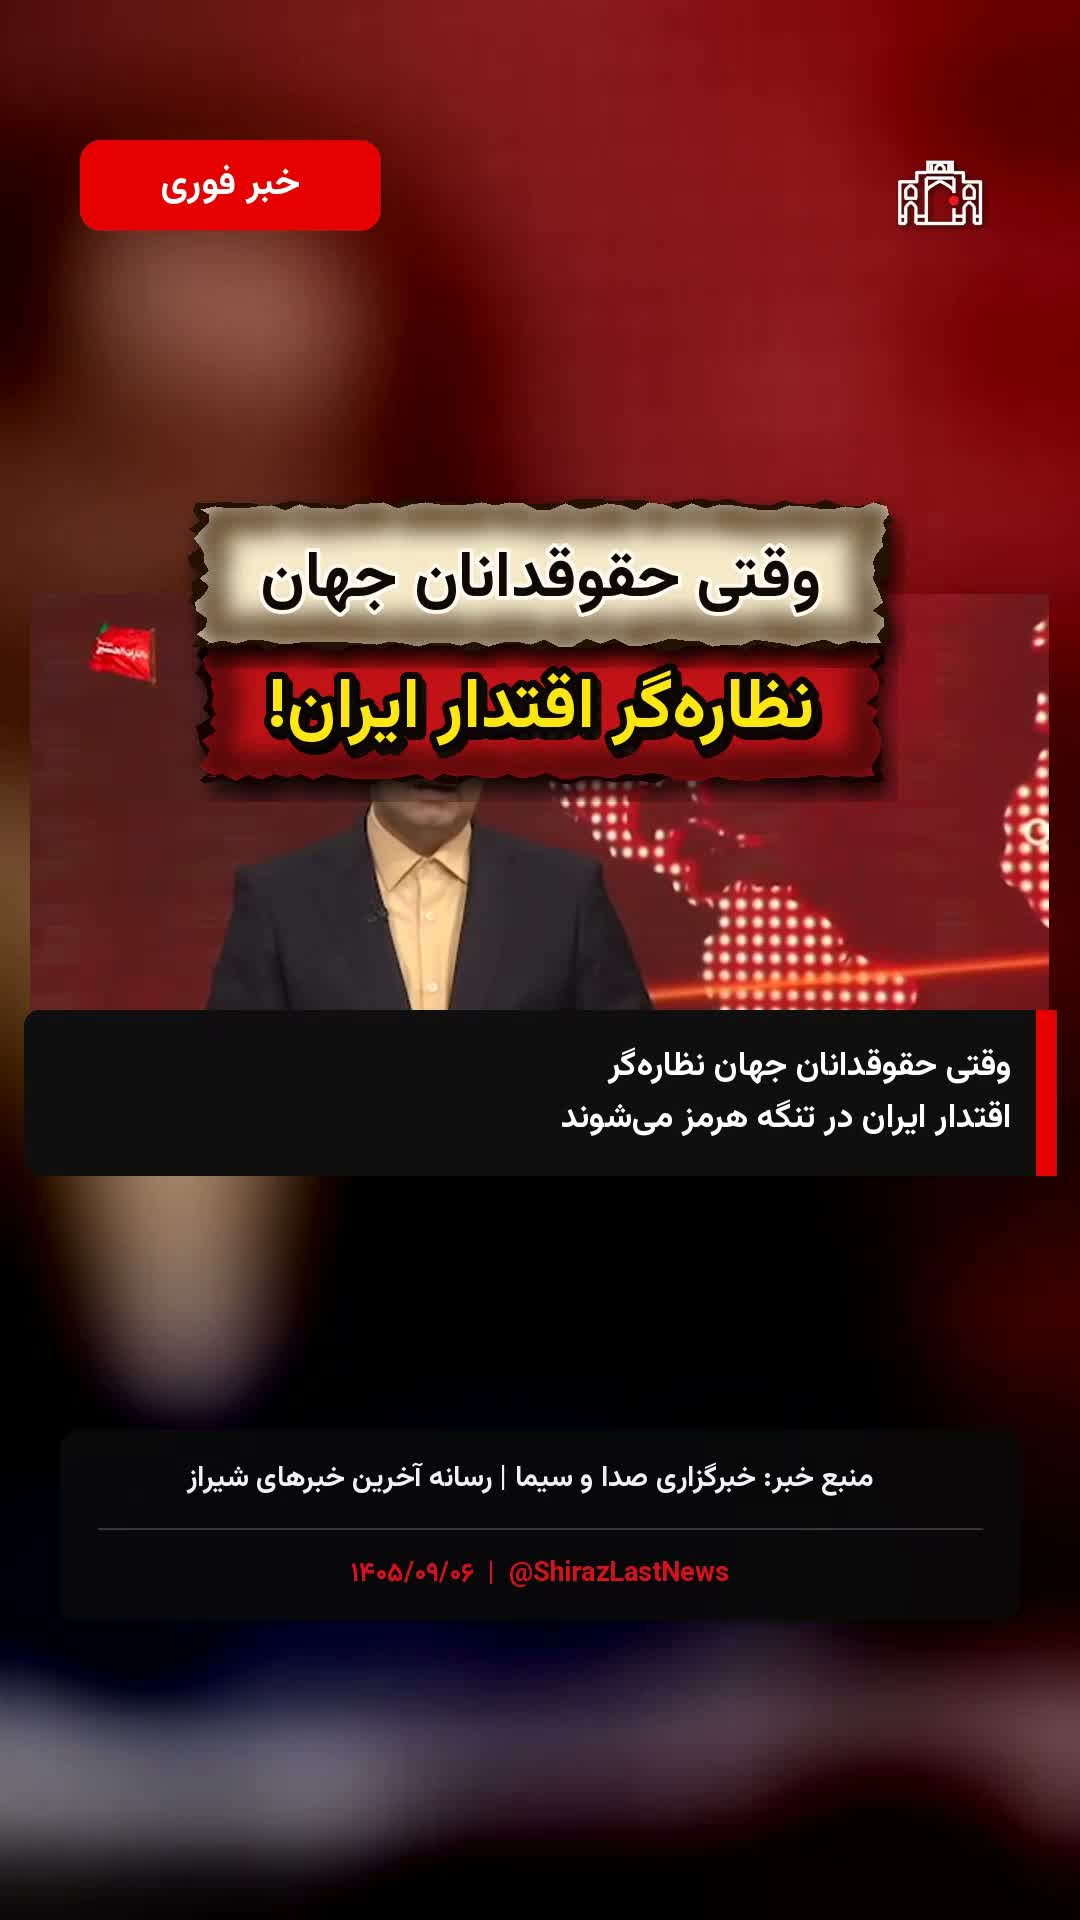 خبر فوری
وقتی حقوقدانان جهان
نظاره‌گر اقتدار ایران!
وقتی حقوقدانان جهان نظاره‌گر
اقتدار ایران در تنگه هرمز می‌شوند
منبع خبر: خبرگزاری صدا و سیما | رسانه آخرین خبرهای شیراز
۱۴۰۵/۰۹/۰۶ | @ShirazLastNews